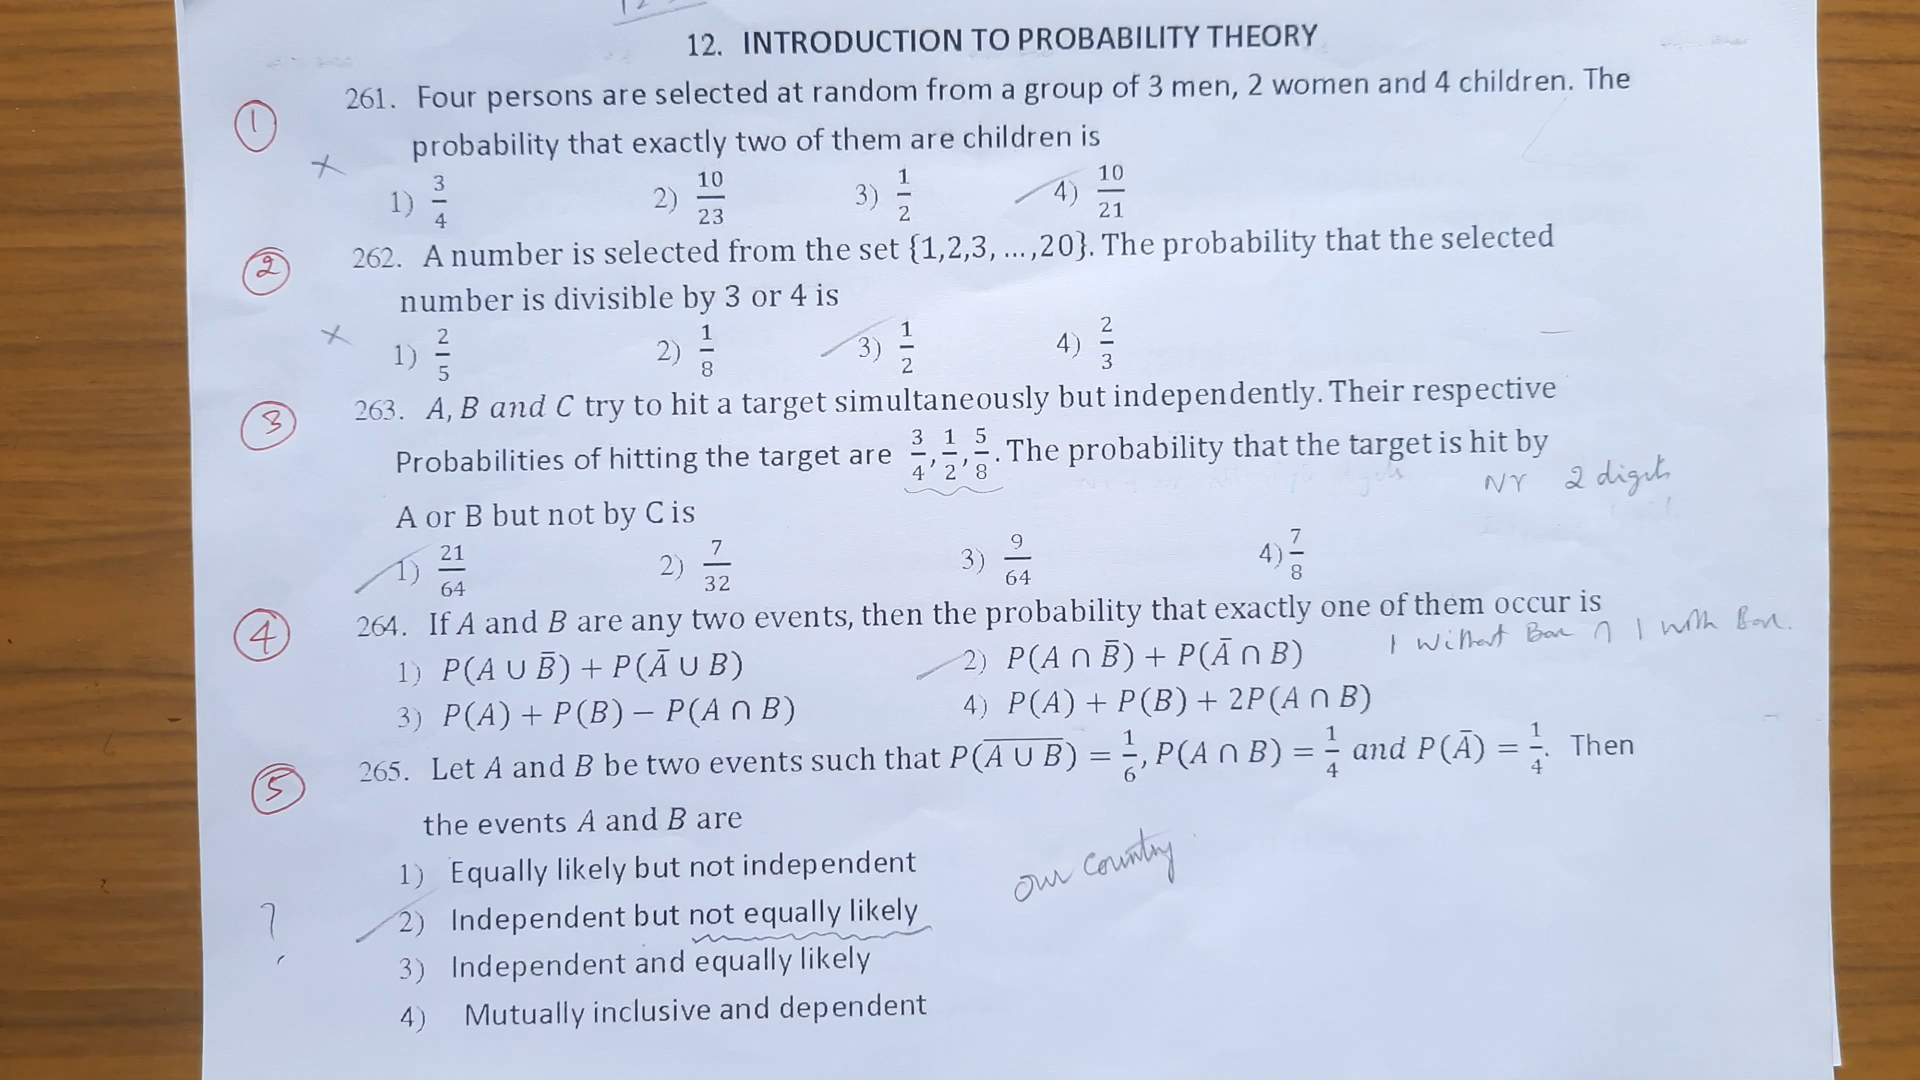 12. INTRODUCTION TO PROBABILITY THEORY
1
261. Four persons are selected at random from a group of 3 men, 2 women and 4 children. The
probability that exactly two of them are children is
1) 3/4 2) 10/23 3) 1/2 4) 10/21
2
262. A number is selected from the set {1,2,3, ...,20}. The probability that the selected
number is divisible by 3 or 4 is
1) 2/5 2) 1/8 3) 1/2 4) 2/3
3
263. A, B and C try to hit a target simultaneously but independently. Their respective
Probabilities of hitting the target are 3/4, 1/2, 5/8. The probability that the target is hit by
Nr 2 digits
A or B but not by C is
1) 21/64 2) 7/32 3) 9/64 4) 7/8
4
264. If A and B are any two events, then the probability that exactly one of them occur is
1 without Bar ∩ 1 with Bar.
1) P(A ∪ B̄) + P(Ā ∪ B) 2) P(A ∩ B̄) + P(Ā ∩ B)
3) P(A) + P(B) − P(A ∩ B) 4) P(A) + P(B) + 2P(A ∩ B)
5
265. Let A and B be two events such that P(A̅ ̅∪̅ ̅B̅) = 1/6, P(A ∩ B) = 1/4 and P(Ā) = 1/4. Then
the events A and B are
1) Equally likely but not independent
our country
? 2) Independent but not equally likely
3) Independent and equally likely
4) Mutually inclusive and dependent